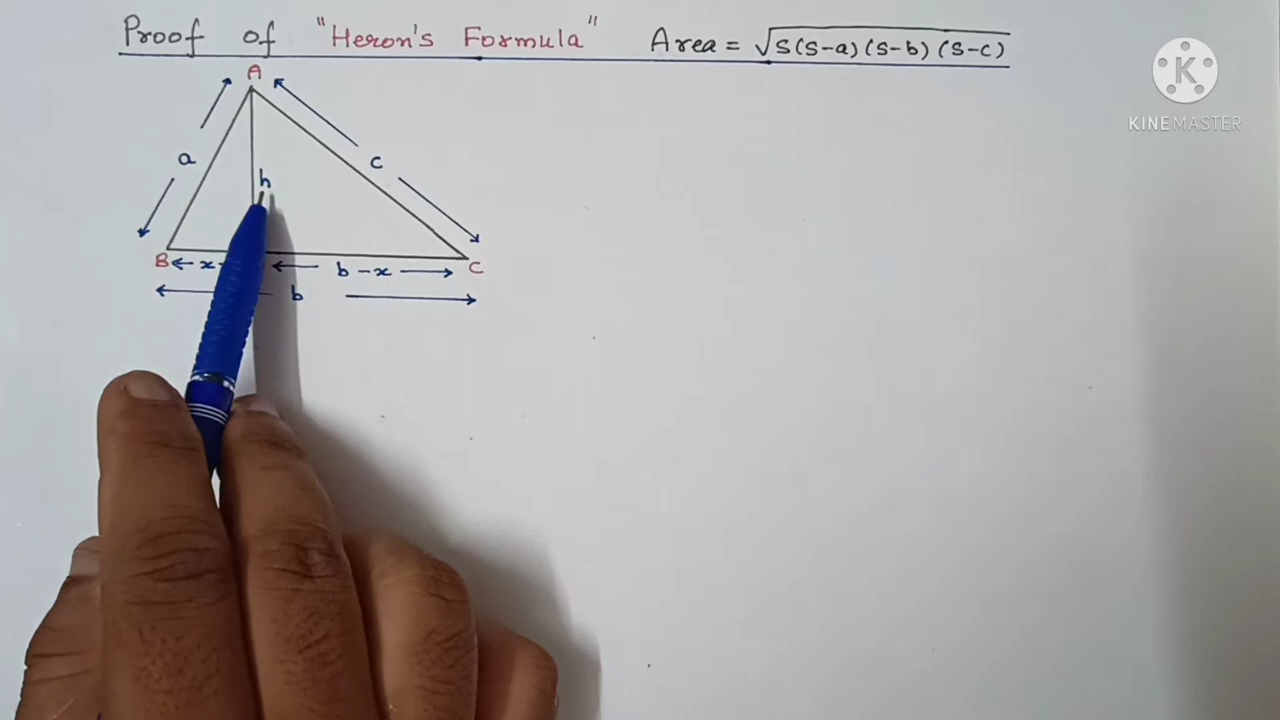 Proof of "Heron's Formula" Area = √S(S-a)(S-b)(S-c)
K
KINEMASTER
A
a
c
h
B
x
b-x
C
b